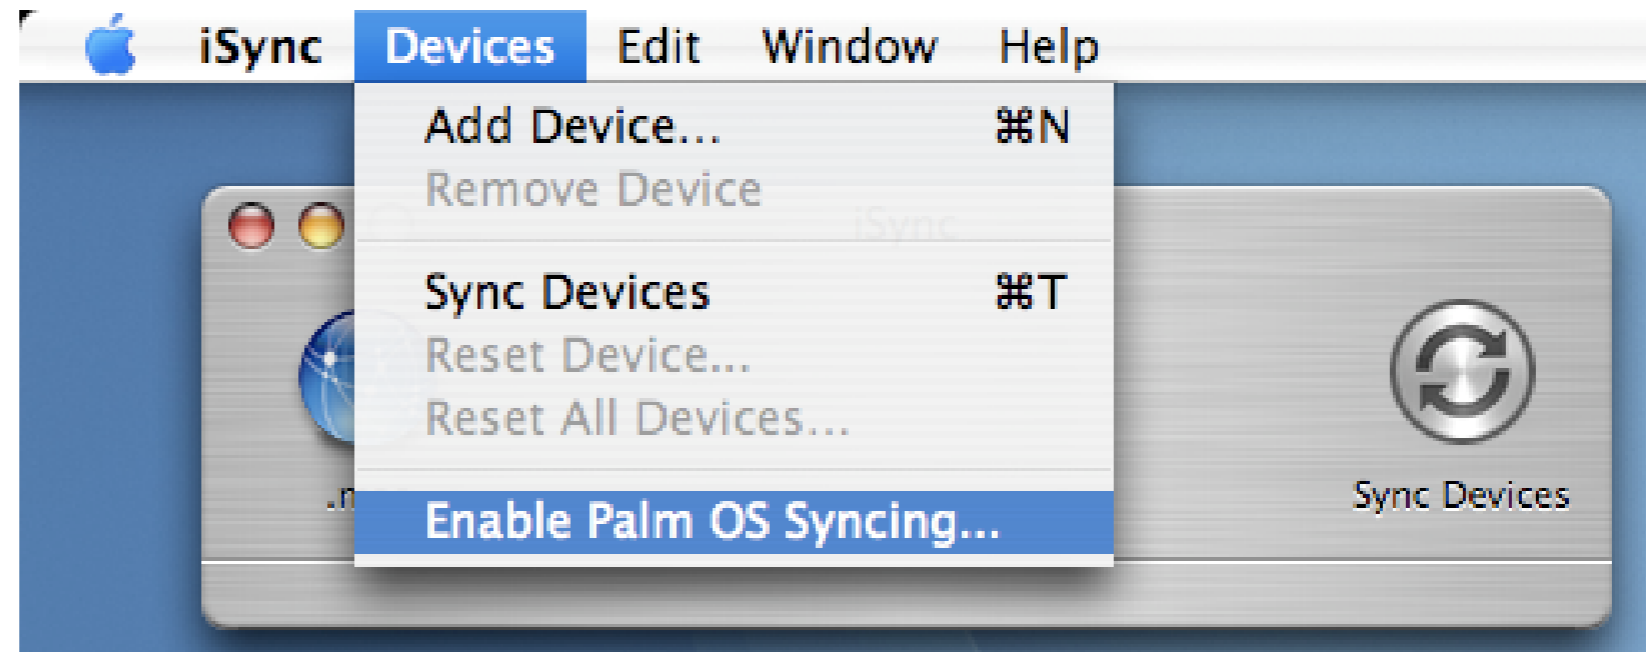 iSync Devices Edit Window Help
Add Device... ⌘N
Remove Device
iSync
Sync Devices ⌘T
Reset Device...
Reset All Devices...
Sync Devices
Enable Palm OS Syncing...